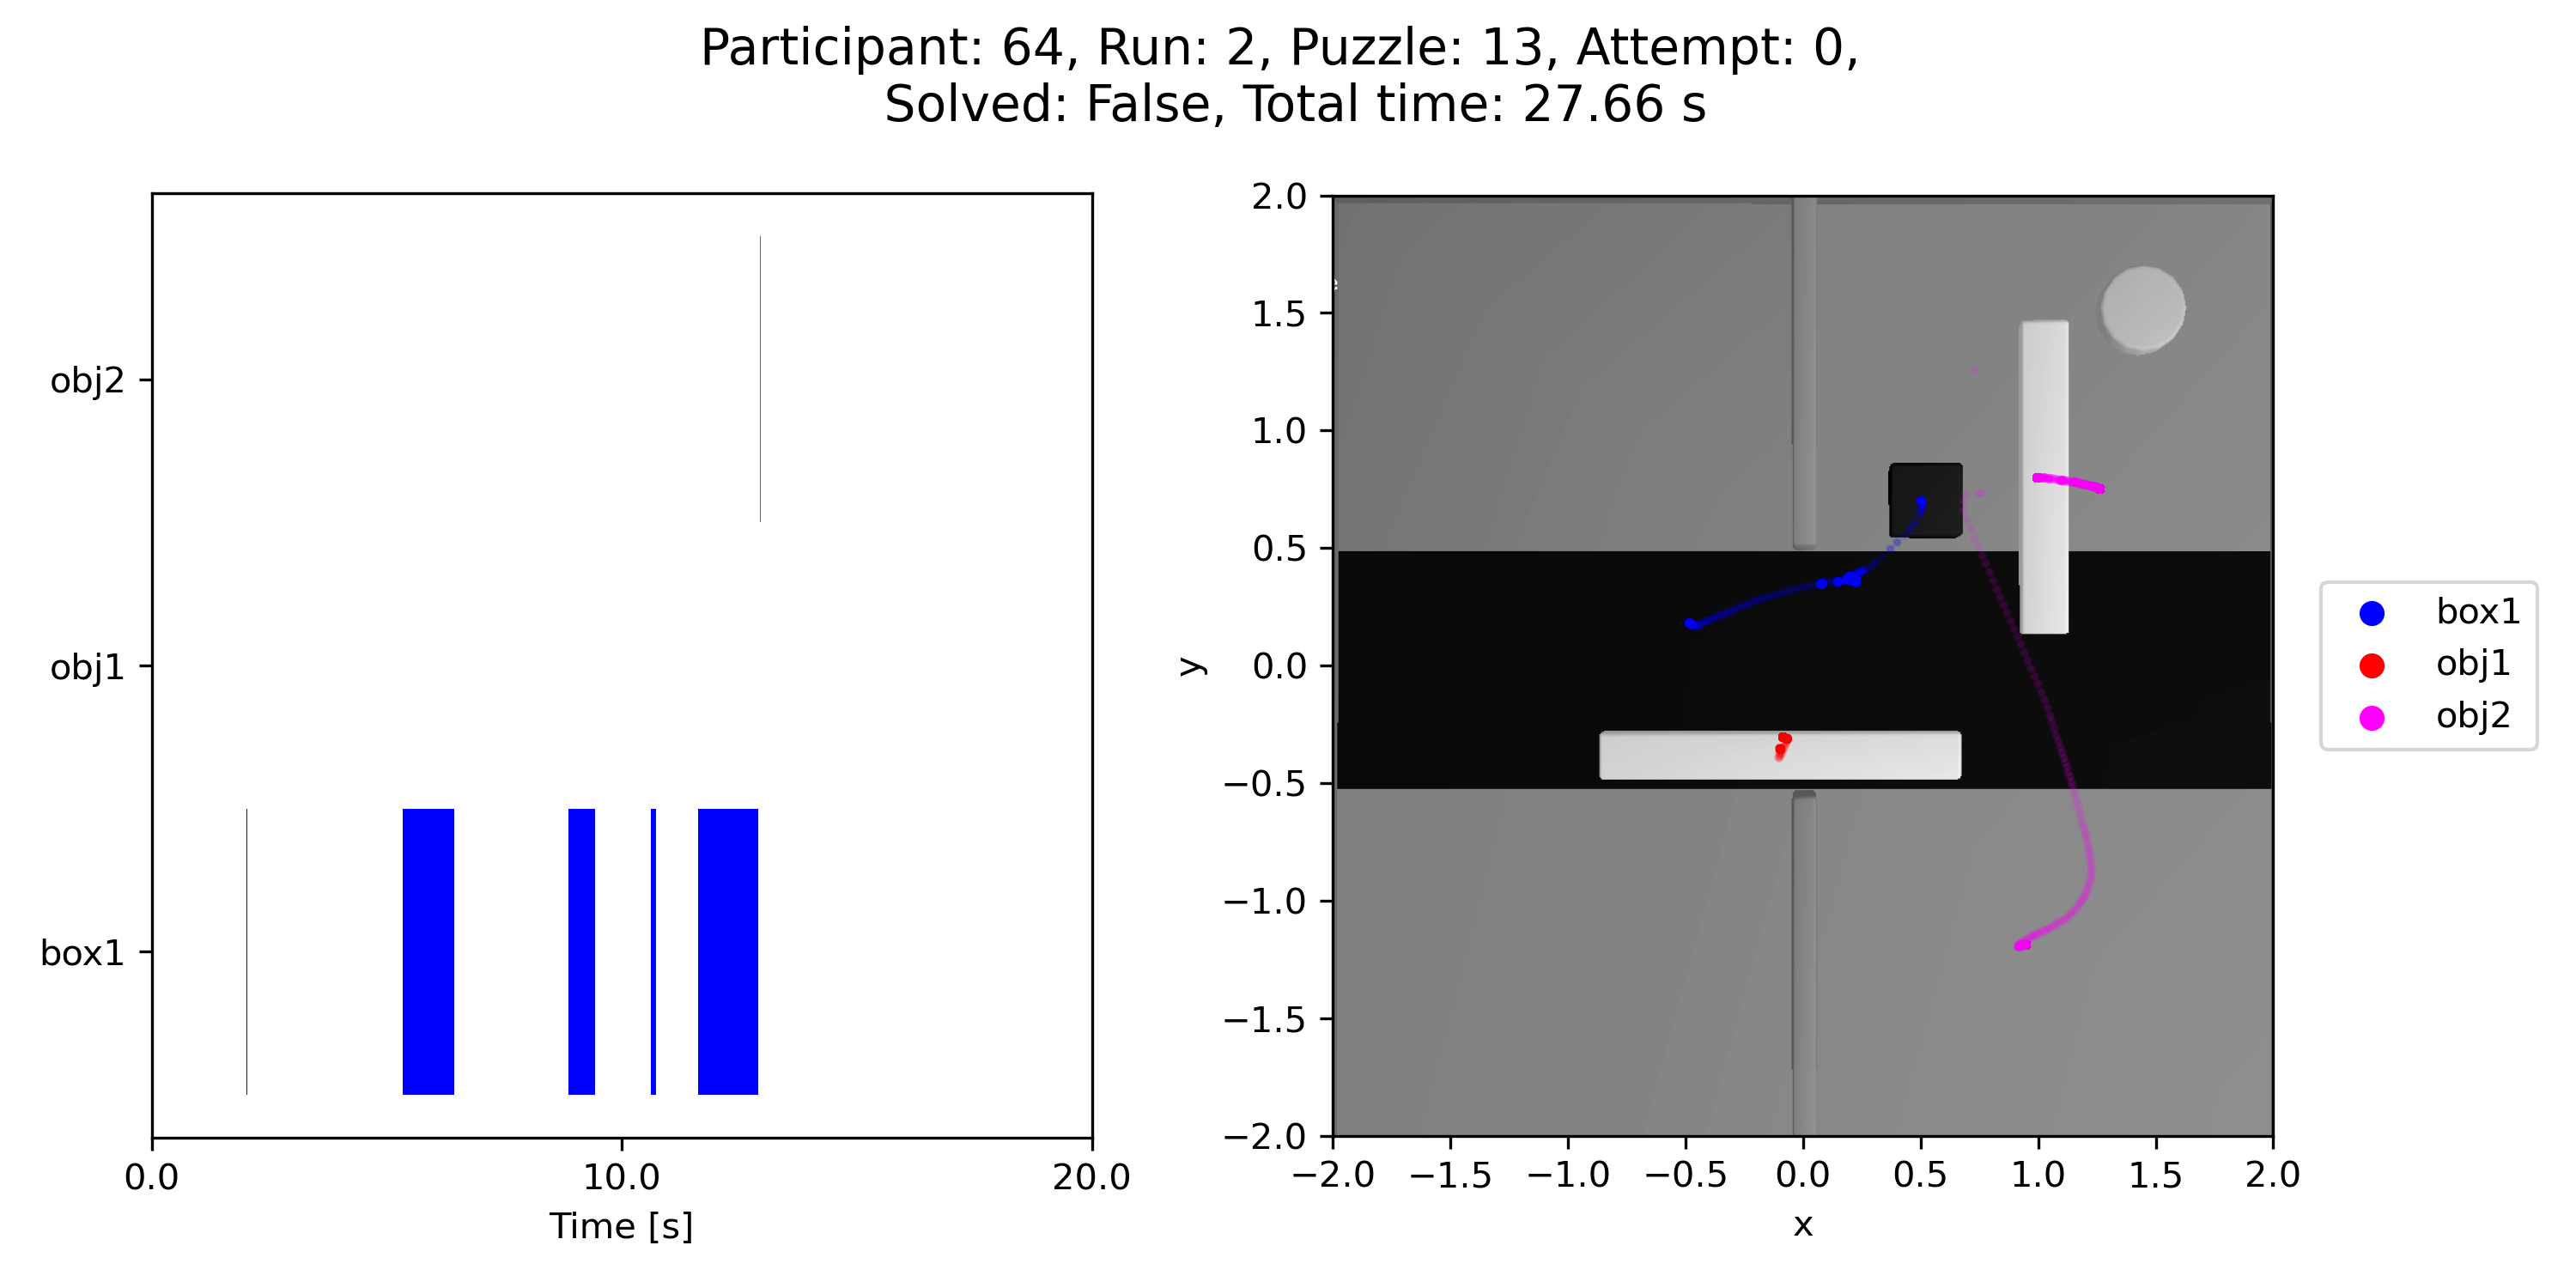 Participant: 64, Run: 2, Puzzle: 13, Attempt: 0,
Solved: False, Total time: 27.66 s
obj2
obj1
box1
0.0 10.0 20.0
Time [s]
2.0
1.5
1.0
0.5
0.0
−0.5
−1.0
−1.5
−2.0
y
−2.0 −1.5 −1.0 −0.5 0.0 0.5 1.0 1.5 2.0
x
e
box1
obj1
obj2